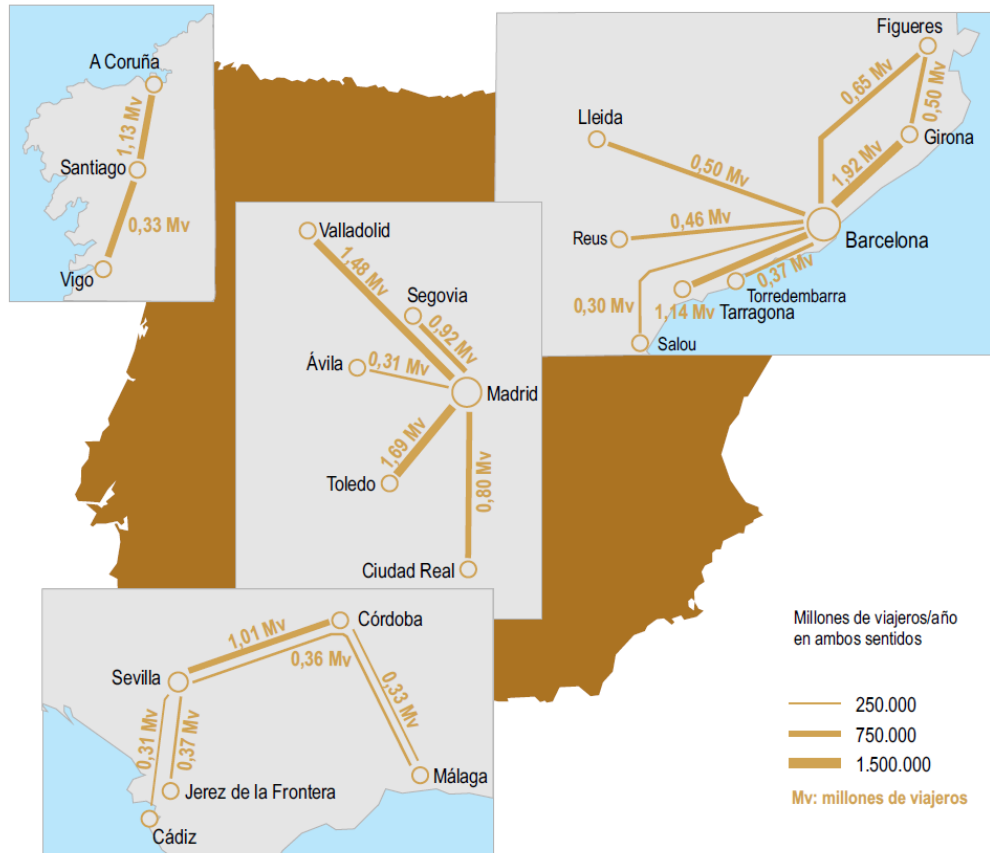 A Coruña
1,13 Mv
Santiago
0,33 Mv
Vigo
Figueres
0,65 Mv
0,50 Mv
Lleida
Girona
0,50 Mv
1,92 Mv
0,46 Mv
Reus
Barcelona
0,37 Mv
0,30 Mv
Torredembarra
1,14 Mv
Tarragona
Salou
Valladolid
1,48 Mv
Segovia
0,92 Mv
Ávila
0,31 Mv
Madrid
1,69 Mv
Toledo
0,80 Mv
Ciudad Real
Córdoba
1,01 Mv
0,36 Mv
Sevilla
0,33 Mv
0,31 Mv
0,37 Mv
Málaga
Jerez de la Frontera
Cádiz
Millones de viajeros/año
en ambos sentidos
250.000
750.000
1.500.000
Mv: millones de viajeros